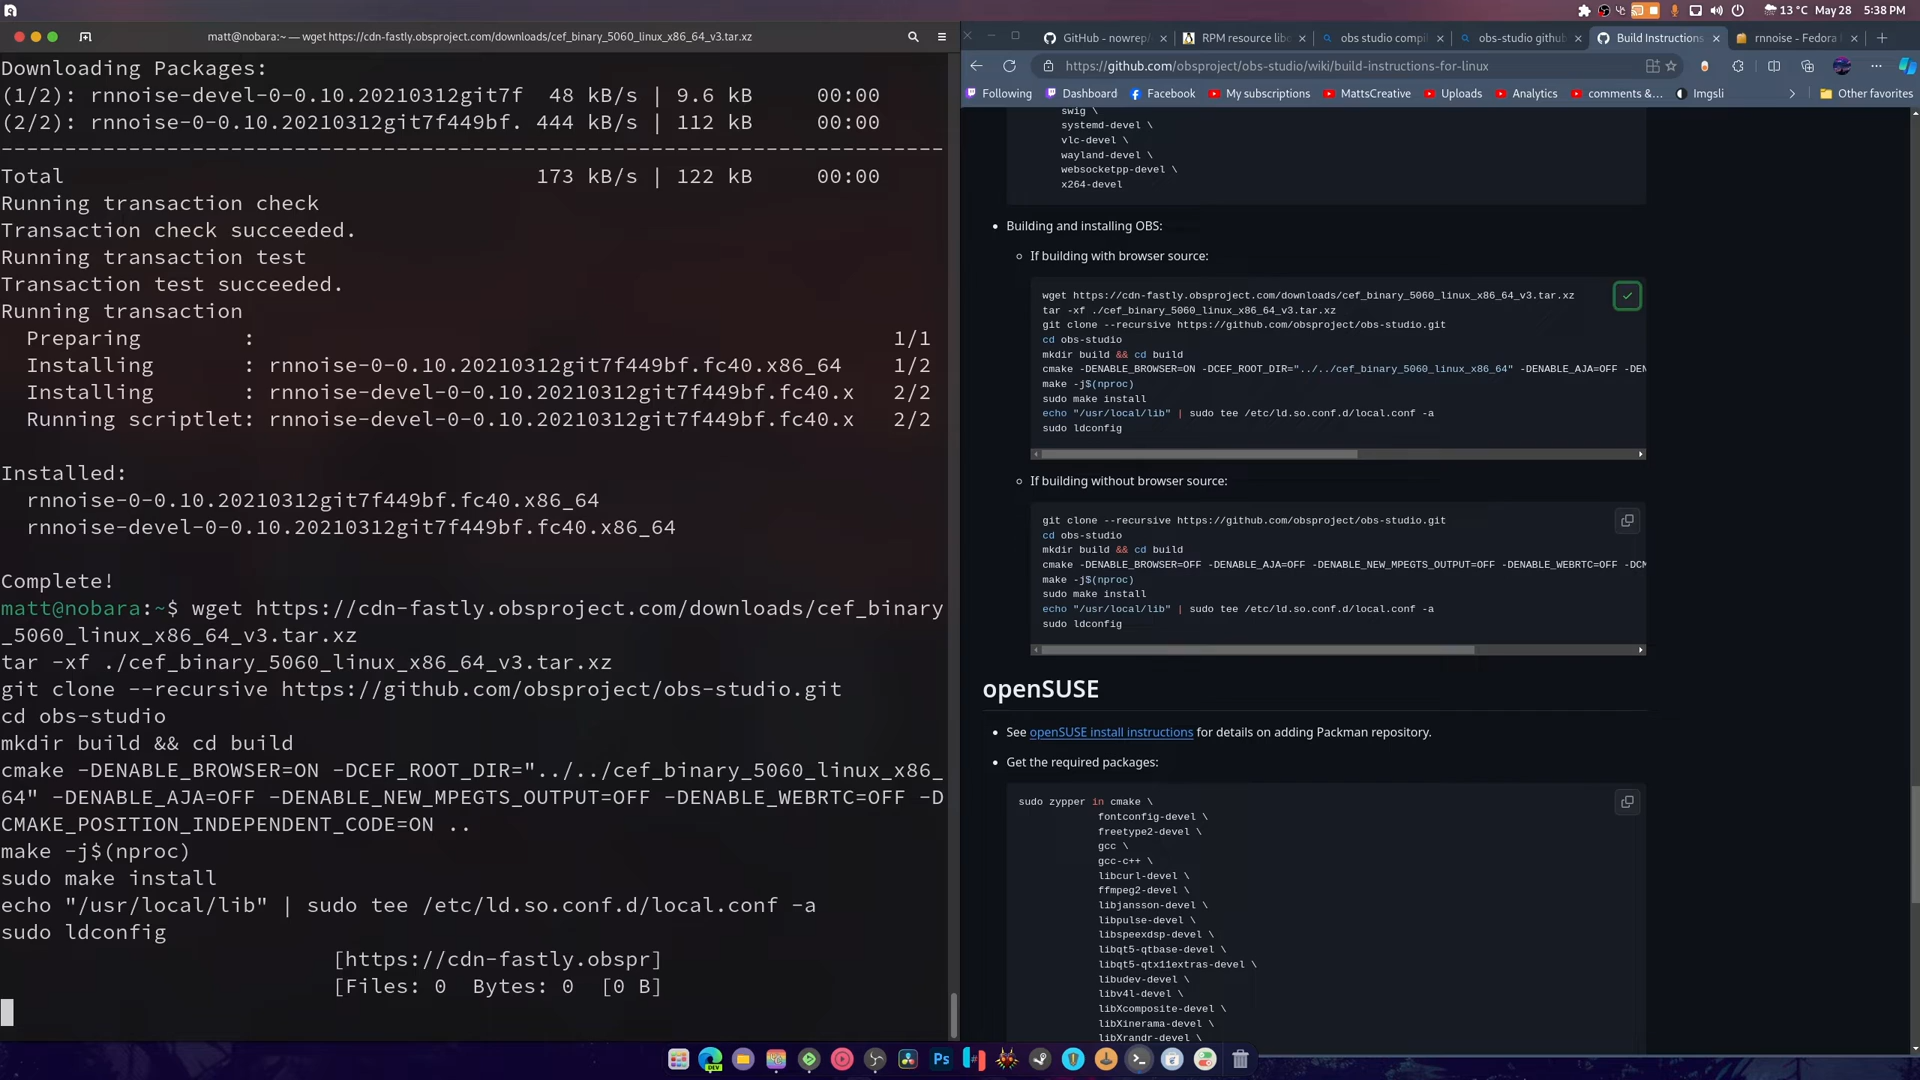 13 °C May 28 5:38 PM
matt@nobara:~ — wget https://cdn-fastly.obsproject.com/downloads/cef_binary_5060_linux_x86_64_v3.tar.xz
Downloading Packages:
(1/2): rnnoise-devel-0-0.10.20210312git7f 48 kB/s | 9.6 kB 00:00
(2/2): rnnoise-0-0.10.20210312git7f449bf. 444 kB/s | 112 kB 00:00
--------------------------------------------------------------------------
Total 173 kB/s | 122 kB 00:00
Running transaction check
Transaction check succeeded.
Running transaction test
Transaction test succeeded.
Running transaction
Preparing : 1/1
Installing : rnnoise-0-0.10.20210312git7f449bf.fc40.x86_64 1/2
Installing : rnnoise-devel-0-0.10.20210312git7f449bf.fc40.x 2/2
Running scriptlet: rnnoise-devel-0-0.10.20210312git7f449bf.fc40.x 2/2
Installed:
rnnoise-0-0.10.20210312git7f449bf.fc40.x86_64
rnnoise-devel-0-0.10.20210312git7f449bf.fc40.x86_64
Complete!
matt@nobara:~$ wget https://cdn-fastly.obsproject.com/downloads/cef_binary
_5060_linux_x86_64_v3.tar.xz
tar -xf ./cef_binary_5060_linux_x86_64_v3.tar.xz
git clone --recursive https://github.com/obsproject/obs-studio.git
cd obs-studio
mkdir build && cd build
cmake -DENABLE_BROWSER=ON -DCEF_ROOT_DIR="../../cef_binary_5060_linux_x86_
64" -DENABLE_AJA=OFF -DENABLE_NEW_MPEGTS_OUTPUT=OFF -DENABLE_WEBRTC=OFF -D
CMAKE_POSITION_INDEPENDENT_CODE=ON ..
make -j$(nproc)
sudo make install
echo "/usr/local/lib" | sudo tee /etc/ld.so.conf.d/local.conf -a
sudo ldconfig
[https://cdn-fastly.obspr]
[Files: 0 Bytes: 0 [0 B]
GitHub - nowrep/
RPM resource lib
obs studio compil
obs-studio github
Build Instructions
rnnoise - Fedora
https://github.com/obsproject/obs-studio/wiki/build-instructions-for-linux
Following Dashboard Facebook My subscriptions MattsCreative Uploads Analytics comments &... Imgsli Other favorites
swig \
systemd-devel \
vlc-devel \
wayland-devel \
websocketpp-devel \
x264-devel
• Building and installing OBS:
If building with browser source:
wget https://cdn-fastly.obsproject.com/downloads/cef_binary_5060_linux_x86_64_v3.tar.xz
tar -xf ./cef_binary_5060_linux_x86_64_v3.tar.xz
git clone --recursive https://github.com/obsproject/obs-studio.git
cd obs-studio
mkdir build && cd build
cmake -DENABLE_BROWSER=ON -DCEF_ROOT_DIR="../../cef_binary_5060_linux_x86_64" -DENABLE_AJA=OFF -DEN
make -j$(nproc)
sudo make install
echo "/usr/local/lib" | sudo tee /etc/ld.so.conf.d/local.conf -a
sudo ldconfig
If building without browser source:
git clone --recursive https://github.com/obsproject/obs-studio.git
cd obs-studio
mkdir build && cd build
cmake -DENABLE_BROWSER=OFF -DENABLE_AJA=OFF -DENABLE_NEW_MPEGTS_OUTPUT=OFF -DENABLE_WEBRTC=OFF -DCM
make -j$(nproc)
sudo make install
echo "/usr/local/lib" | sudo tee /etc/ld.so.conf.d/local.conf -a
sudo ldconfig
openSUSE
• See openSUSE install instructions for details on adding Packman repository.
• Get the required packages:
sudo zypper in cmake \
fontconfig-devel \
freetype2-devel \
gcc \
gcc-c++ \
libcurl-devel \
ffmpeg2-devel \
libjansson-devel \
libpulse-devel \
libspeexdsp-devel \
libqt5-qtbase-devel \
libqt5-qtx11extras-devel \
libudev-devel \
libv4l-devel \
libXcomposite-devel \
libXinerama-devel \
libXrandr-devel \
DEV
Ps